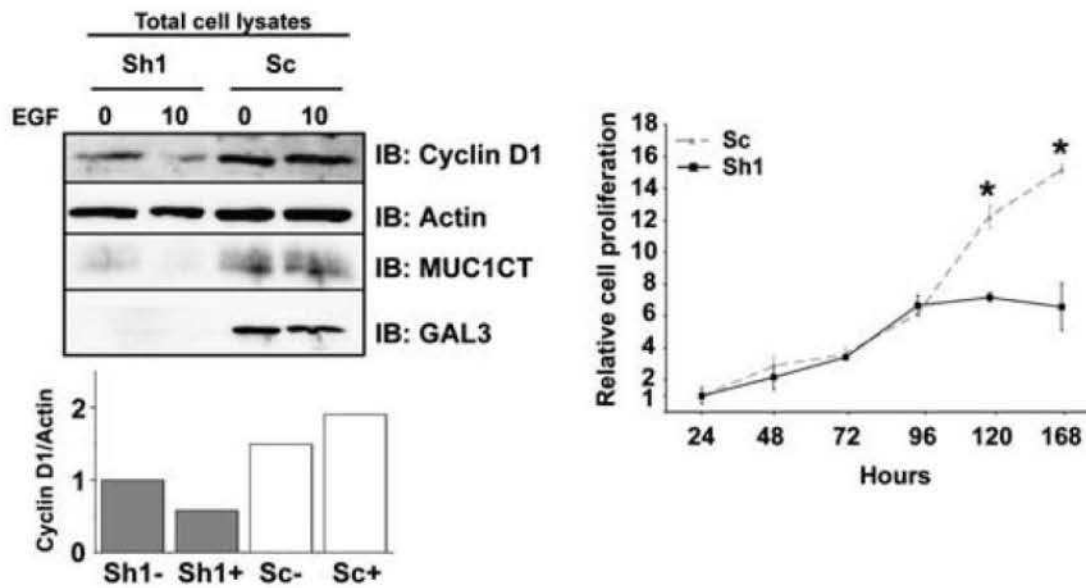 Total cell lysates
Sh1 Sc
EGF 0 10 0 10
IB: Cyclin D1
IB: Actin
IB: MUC1CT
IB: GAL3
Cyclin D1/Actin
2
1
0
Sh1- Sh1+ Sc- Sc+
Relative cell proliferation
18
16
14
12
10
8
6
4
2
1
Sc
Sh1
*
*
24 48 72 96 120 168
Hours